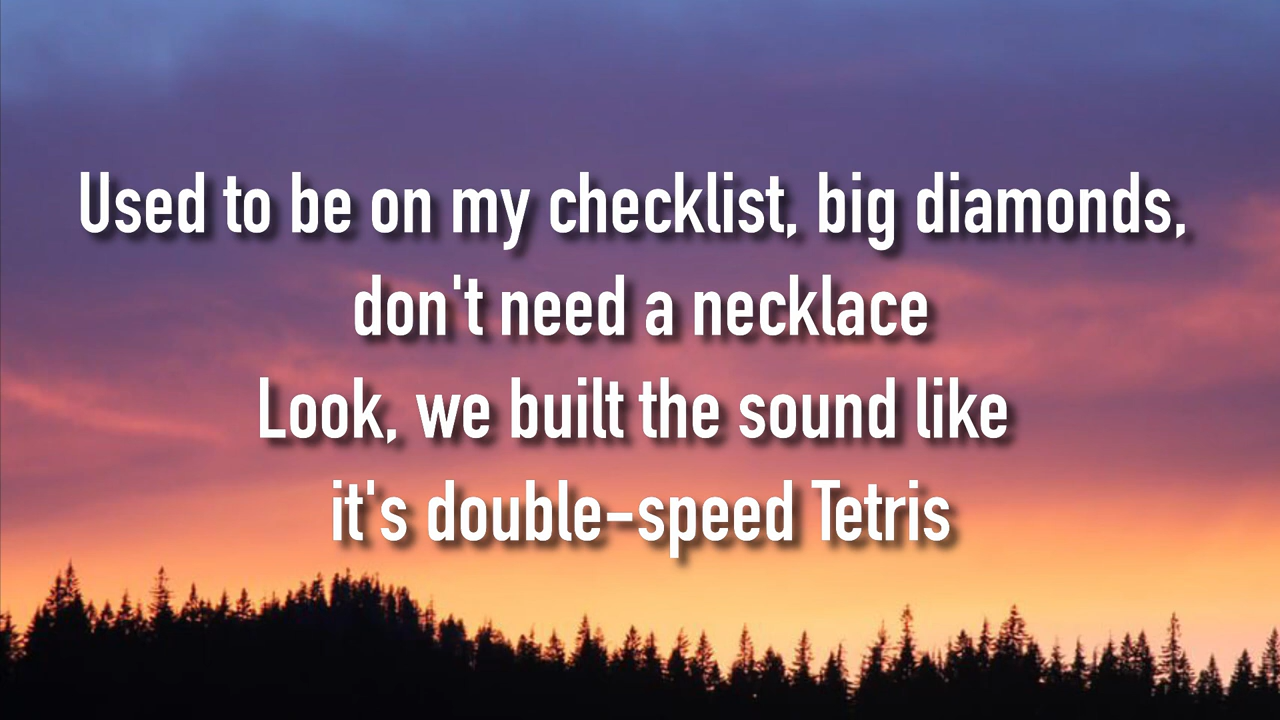 Used to be on my checklist, big diamonds,
don't need a necklace
Look, we built the sound like
it's double-speed Tetris